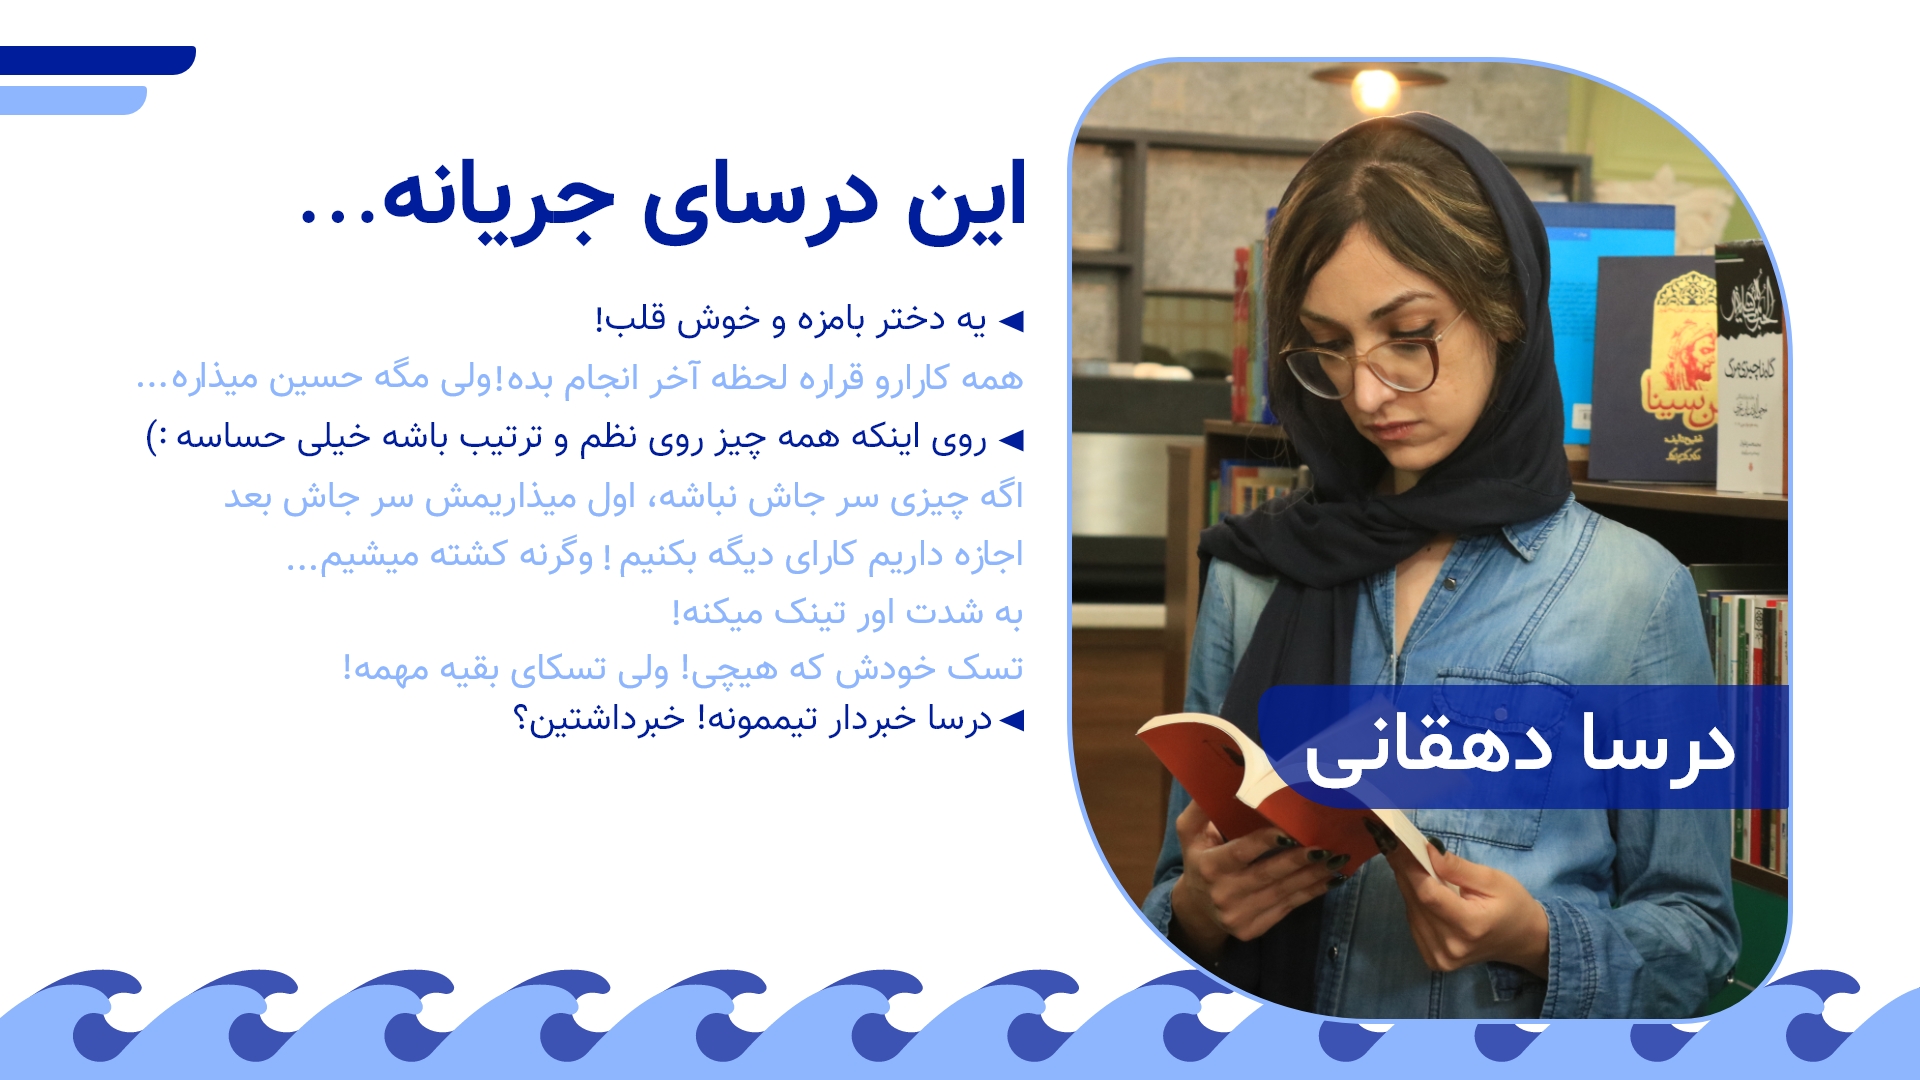 این درسای جریانه...
◀ یه دختر بامزه و خوش قلب!
همه کارارو قراره لحظه آخر انجام بده!ولی مگه حسین میذاره...
◀ روی اینکه همه چیز روی نظم و ترتیب باشه خیلی حساسه :)
اگه چیزی سر جاش نباشه، اول میذاریمش سر جاش بعد
اجازه داریم کارای دیگه بکنیم ! وگرنه کشته میشیم...
به شدت اور تینک میکنه!
تسک خودش که هیچی! ولی تسکای بقیه مهمه!
◀ درسا خبردار تیممونه! خبرداشتین؟
درسا دهقانی